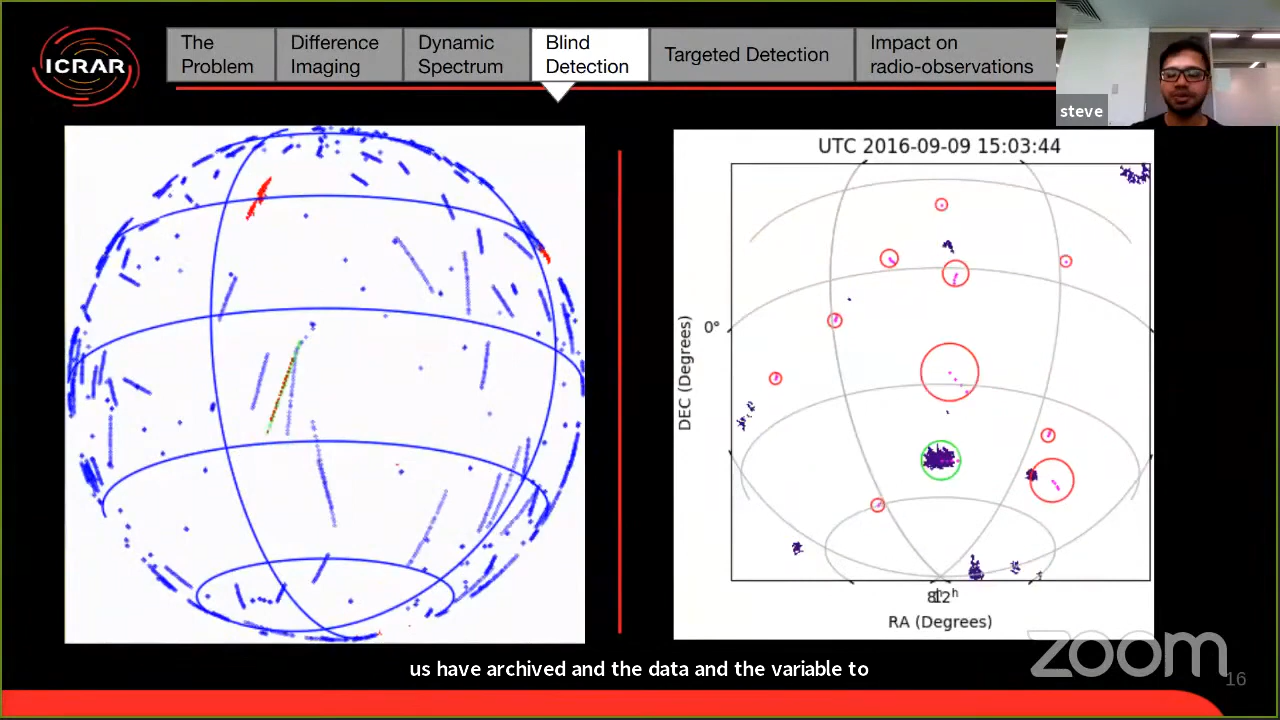 ICRAR
The
Problem
Difference
Imaging
Dynamic
Spectrum
Blind
Detection
Targeted Detection
Impact on
radio-observations
steve
UTC 2016-09-09 15:03:44
0°
DEC (Degrees)
12ʰ
RA (Degrees)
us have archived and the data and the variable to
zoom
16